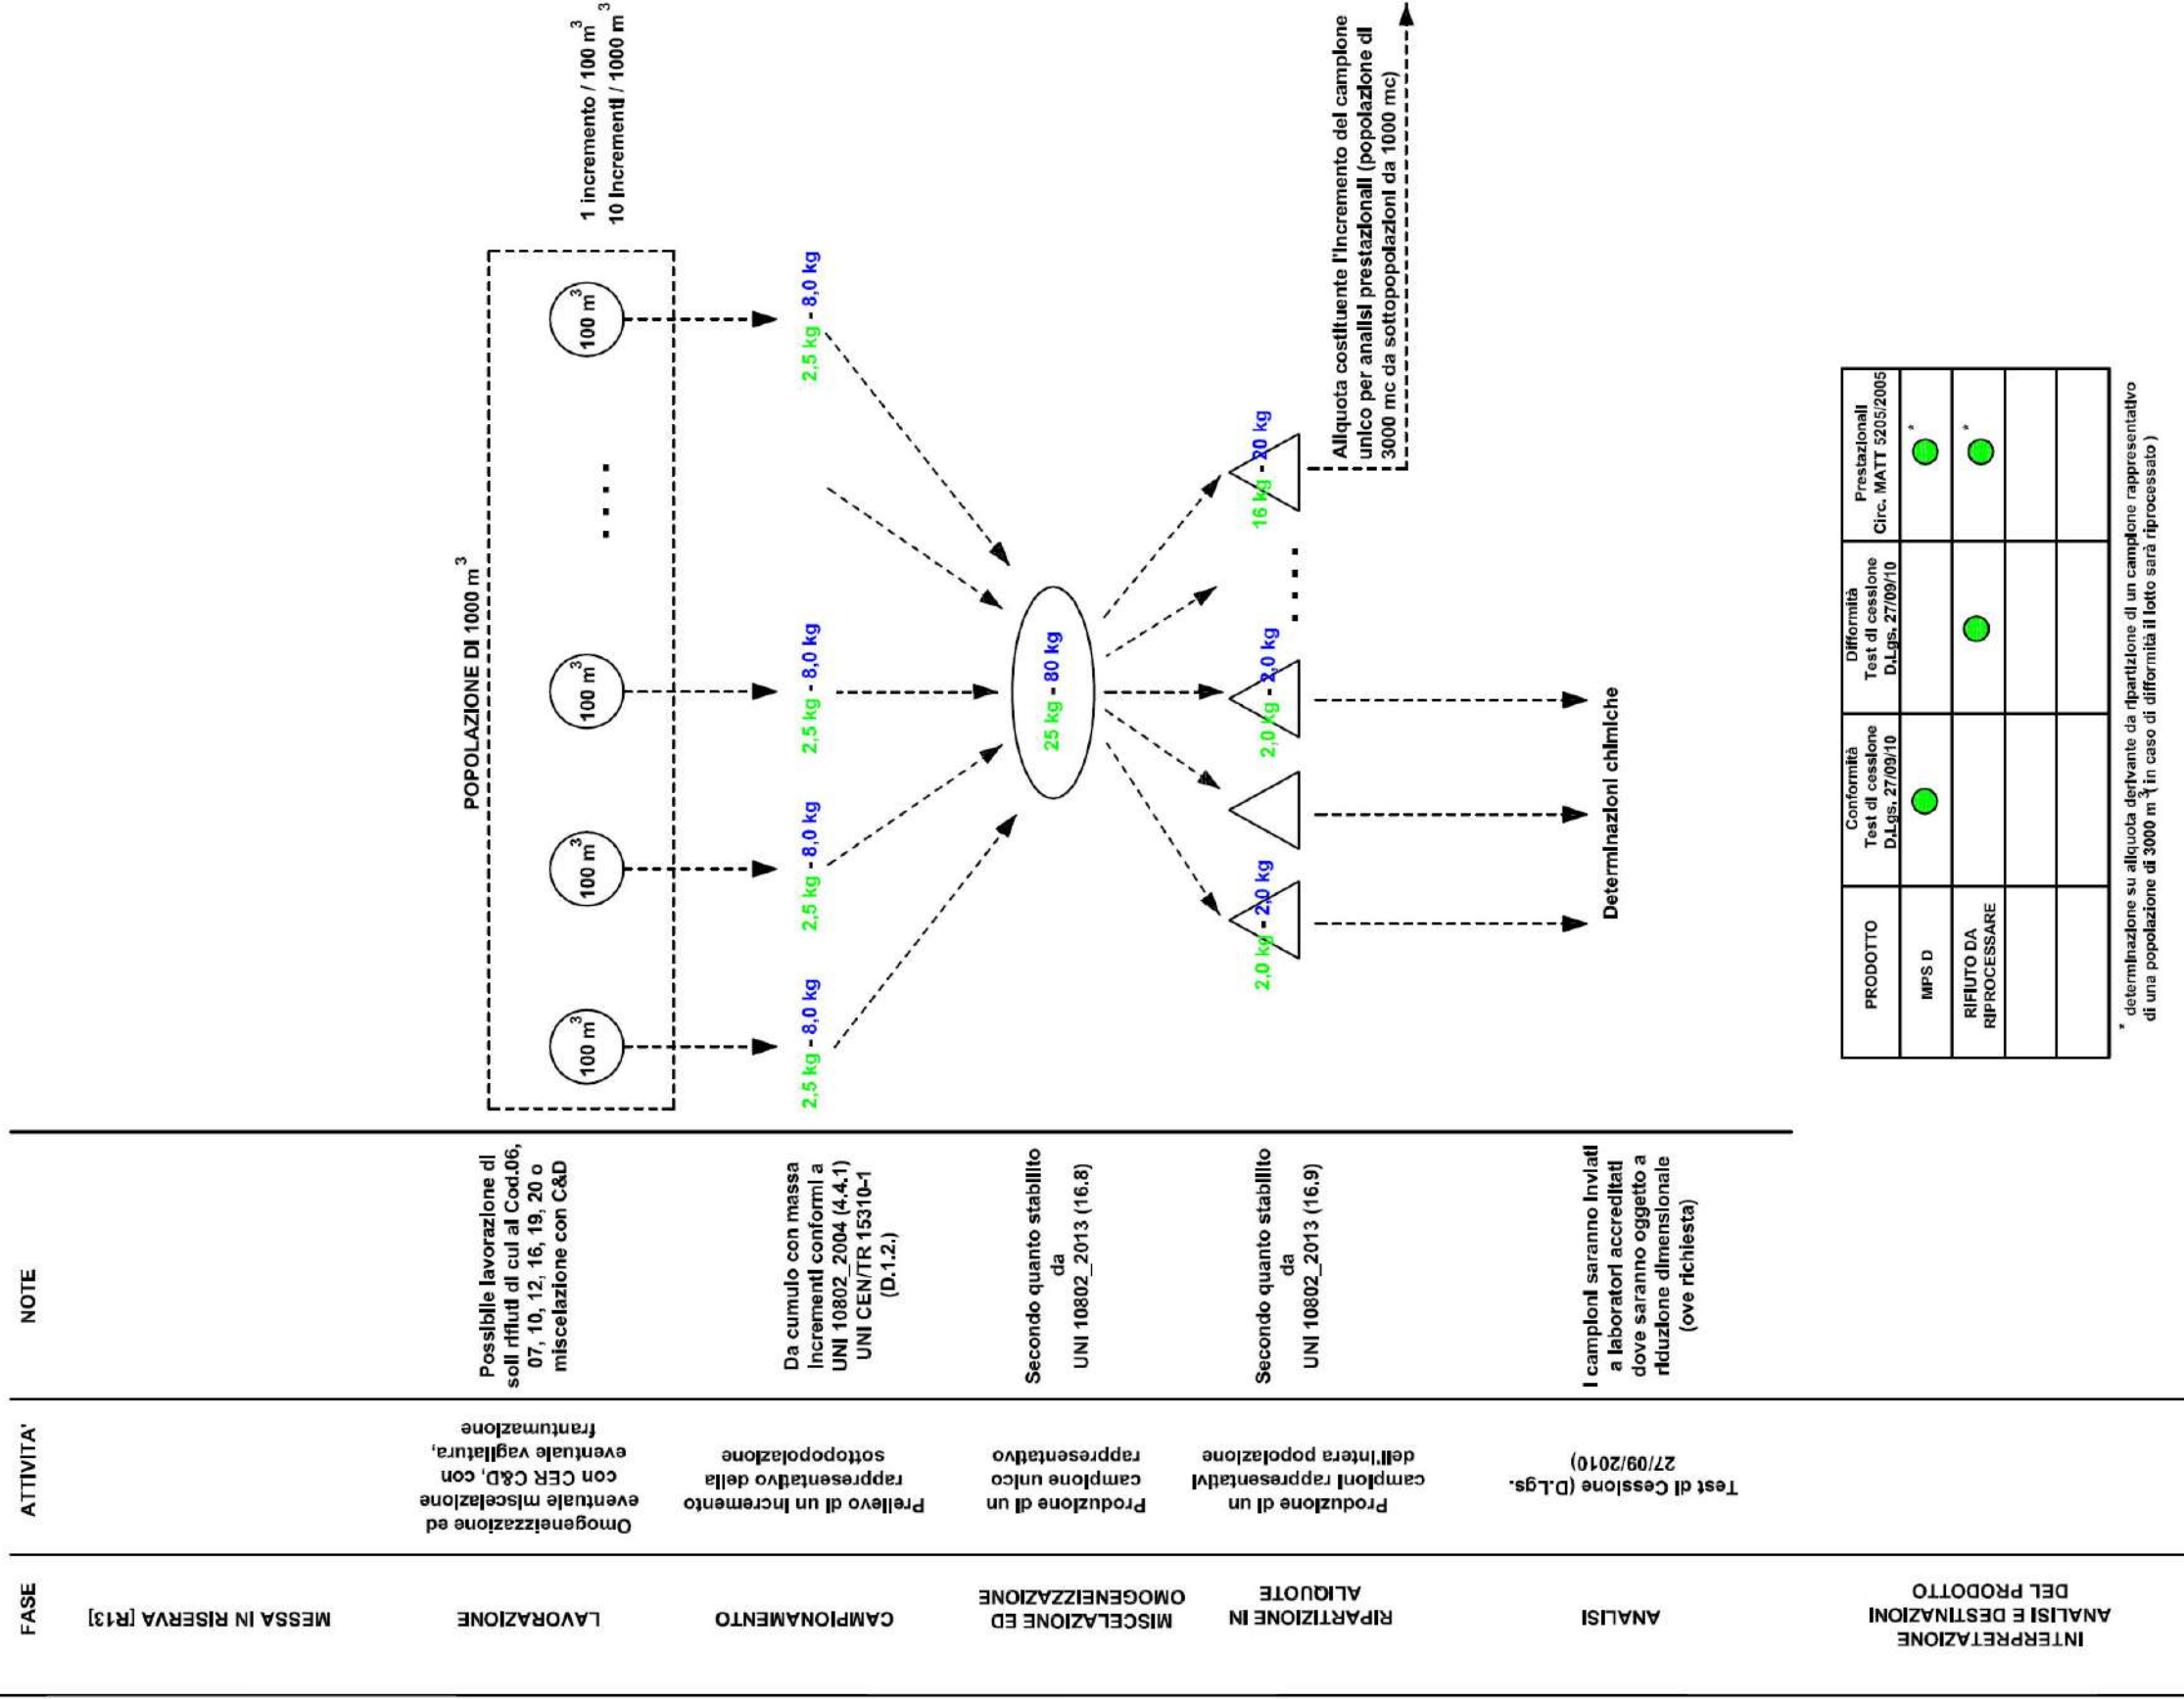 FASE
ATTIVITA'
NOTE
MESSA IN RISERVA [R13]
LAVORAZIONE
Omogeneizzazione ed
eventuale miscelazione
con CER C&D, con
eventuale vagliatura,
frantumazione
Possibile lavorazione di
soli rifiuti di cui al Cod.06,
07, 10, 12, 16, 19, 20 o
miscelazione con C&D
POPOLAZIONE DI 1000 m3
100 m3
100 m3
100 m3
. . . .
100 m3
1 incremento / 100 m3
10 incrementi / 1000 m3
CAMPIONAMENTO
Prelievo di un incremento
rappresentativo della
sottopopolazione
Da cumulo con massa
incrementi conformi a
UNI 10802_2004 (4.4.1)
UNI CEN/TR 15310-1
(D.1.2.)
2,5 kg - 8,0 kg
2,5 kg - 8,0 kg
2,5 kg - 8,0 kg
2,5 kg - 8,0 kg
MISCELAZIONE ED
OMOGENEIZZAZIONE
Produzione di un
campione unico
rappresentativo
Secondo quanto stabilito
da
UNI 10802_2013 (16.8)
25 kg - 80 kg
RIPARTIZIONE IN
ALIQUOTE
Produzione di un
campioni rappresentativi
dell'intera popolazione
Secondo quanto stabilito
da
UNI 10802_2013 (16.9)
2,0 kg - 2,0 kg
2,0 kg - 2,0 kg
. . . .
16 kg - 20 kg
Aliquota costituente l'incremento del campione
unico per analisi prestazionali (popolazione di
3000 mc da sottopopolazioni da 1000 mc)
ANALISI
Test di Cessione (D.Lgs.
27/09/2010)
I campioni saranno inviati
a laboratori accreditati
dove saranno oggetto a
riduzione dimensionale
(ove richiesta)
Determinazioni chimiche
INTERPRETAZIONE
ANALISI E DESTINAZIONI
DEL PRODOTTO
PRODOTTO
Conformità
Test di cessione
D.Lgs. 27/09/10
Difformità
Test di cessione
D.Lgs. 27/09/10
Prestazionali
Circ. MATT 5205/2005
MPS D
*
RIFIUTO DA
RIPROCESSARE
*
* determinazione su aliquota derivante da ripartizione di un campione rappresentativo
di una popolazione di 3000 m3 ( in caso di difformità il lotto sarà riprocessato )